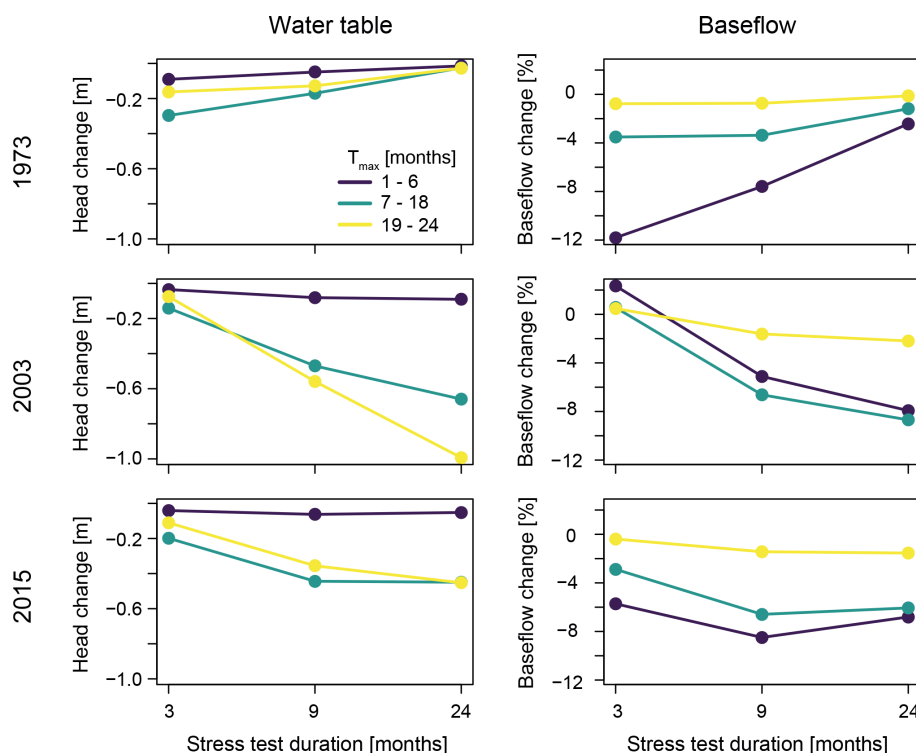 Water table
Baseflow
1973
Head change [m]
−0.2
−0.6
−1.0
T max [months]
1 - 6
7 - 18
19 - 24
Baseflow change [%]
0
−4
−8
−12
2003
Head change [m]
−0.2
−0.6
−1.0
Baseflow change [%]
0
−4
−8
−12
2015
Head change [m]
−0.2
−0.6
−1.0
3
9
24
Stress test duration [months]
Baseflow change [%]
0
−4
−8
−12
3
9
24
Stress test duration [months]